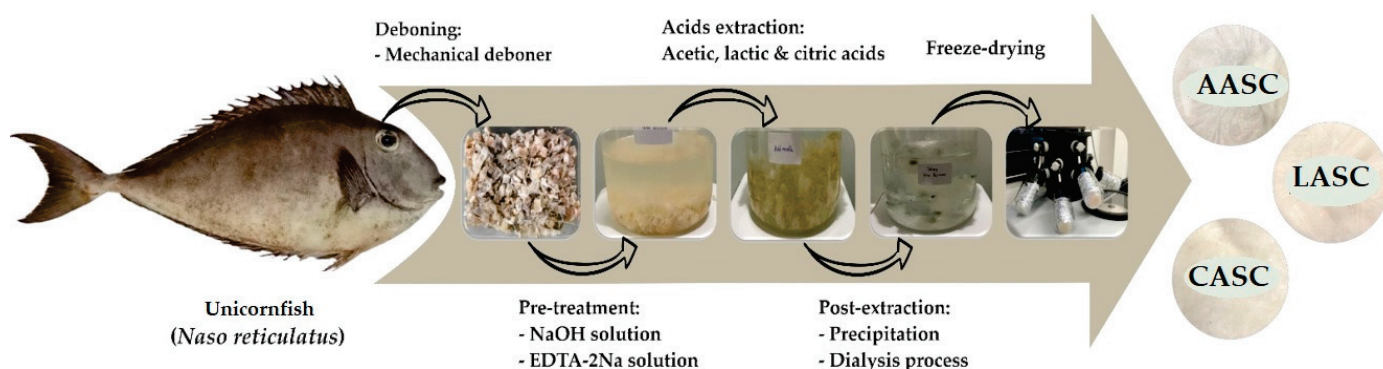 Deboning:
- Mechanical deboner
Acids extraction:
Acetic, lactic & citric acids
Freeze-drying
Unicornfish
(Naso reticulatus)
Pre-treatment:
- NaOH solution
- EDTA-2Na solution
Post-extraction:
- Precipitation
- Dialysis process
AASC
LASC
CASC